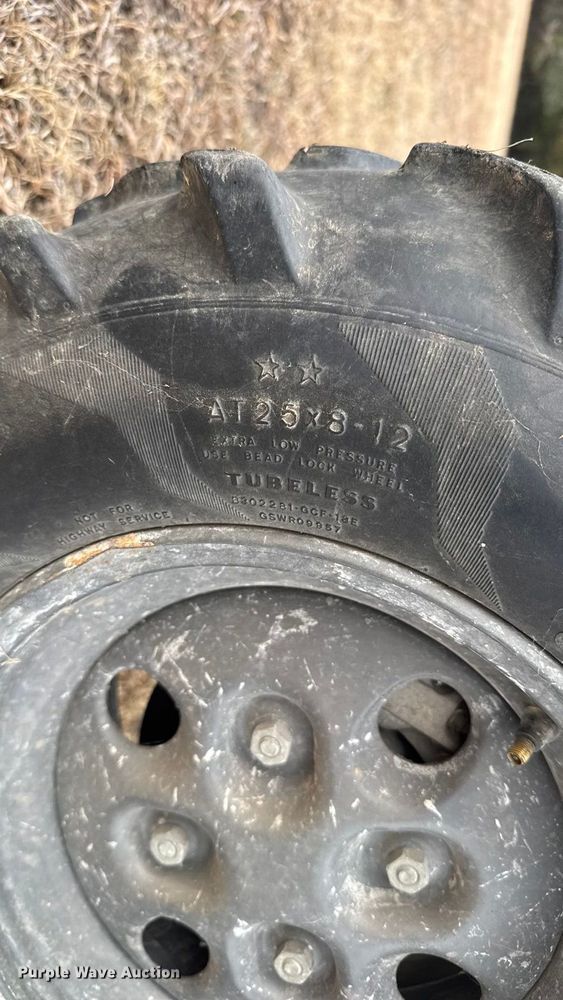 AT25x8-12
EXTRA LOW PRESSURE
USE BEAD LOCK WHEEL
TUBELESS
GSWR09957
NOT FOR
HIGHWAY SERVICE
Purple Wave Auction